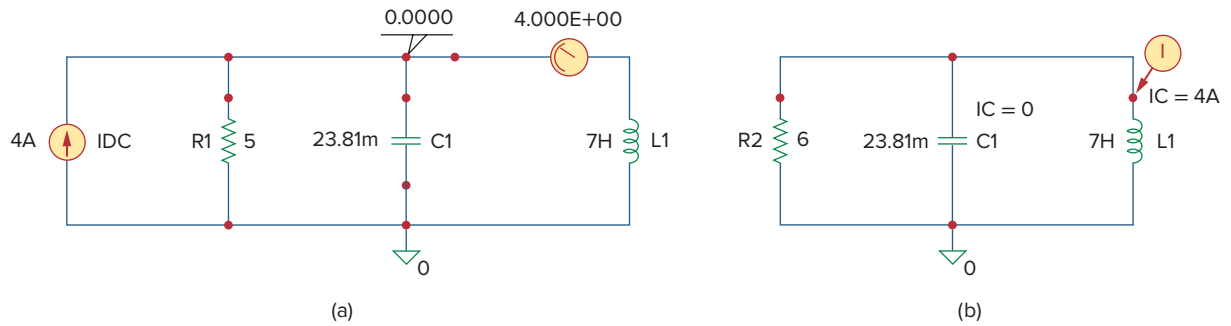 0.0000
4.000E+00
4A
IDC
R1
5
23.81m
C1
7H
L1
0
(a)
I
IC = 4A
IC = 0
R2
6
23.81m
C1
7H
L1
0
(b)